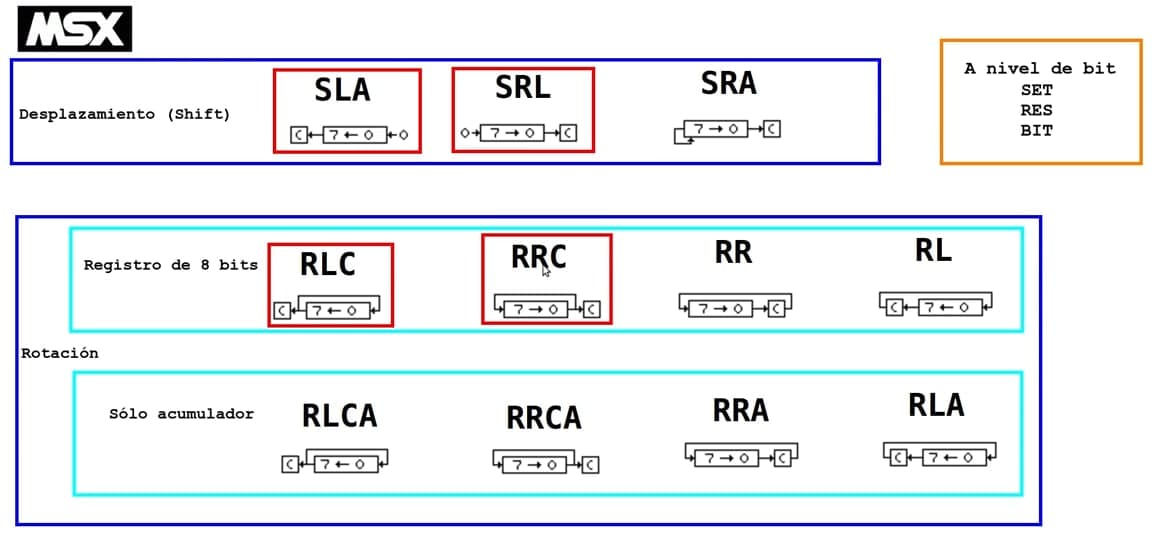 MSX
Desplazamiento (Shift)
SLA
C 7 ← 0 ← 0
SRL
0 → 7 → 0 → C
SRA
7 → 0 → C
A nivel de bit
SET
RES
BIT
Rotación
Registro de 8 bits
RLC
C ← 7 ← 0
RRC
7 → 0 → C
RR
7 → 0 → C
RL
C ← 7 ← 0
Sólo acumulador
RLCA
C ← 7 ← 0
RRCA
7 → 0 → C
RRA
7 → 0 → C
RLA
C ← 7 ← 0